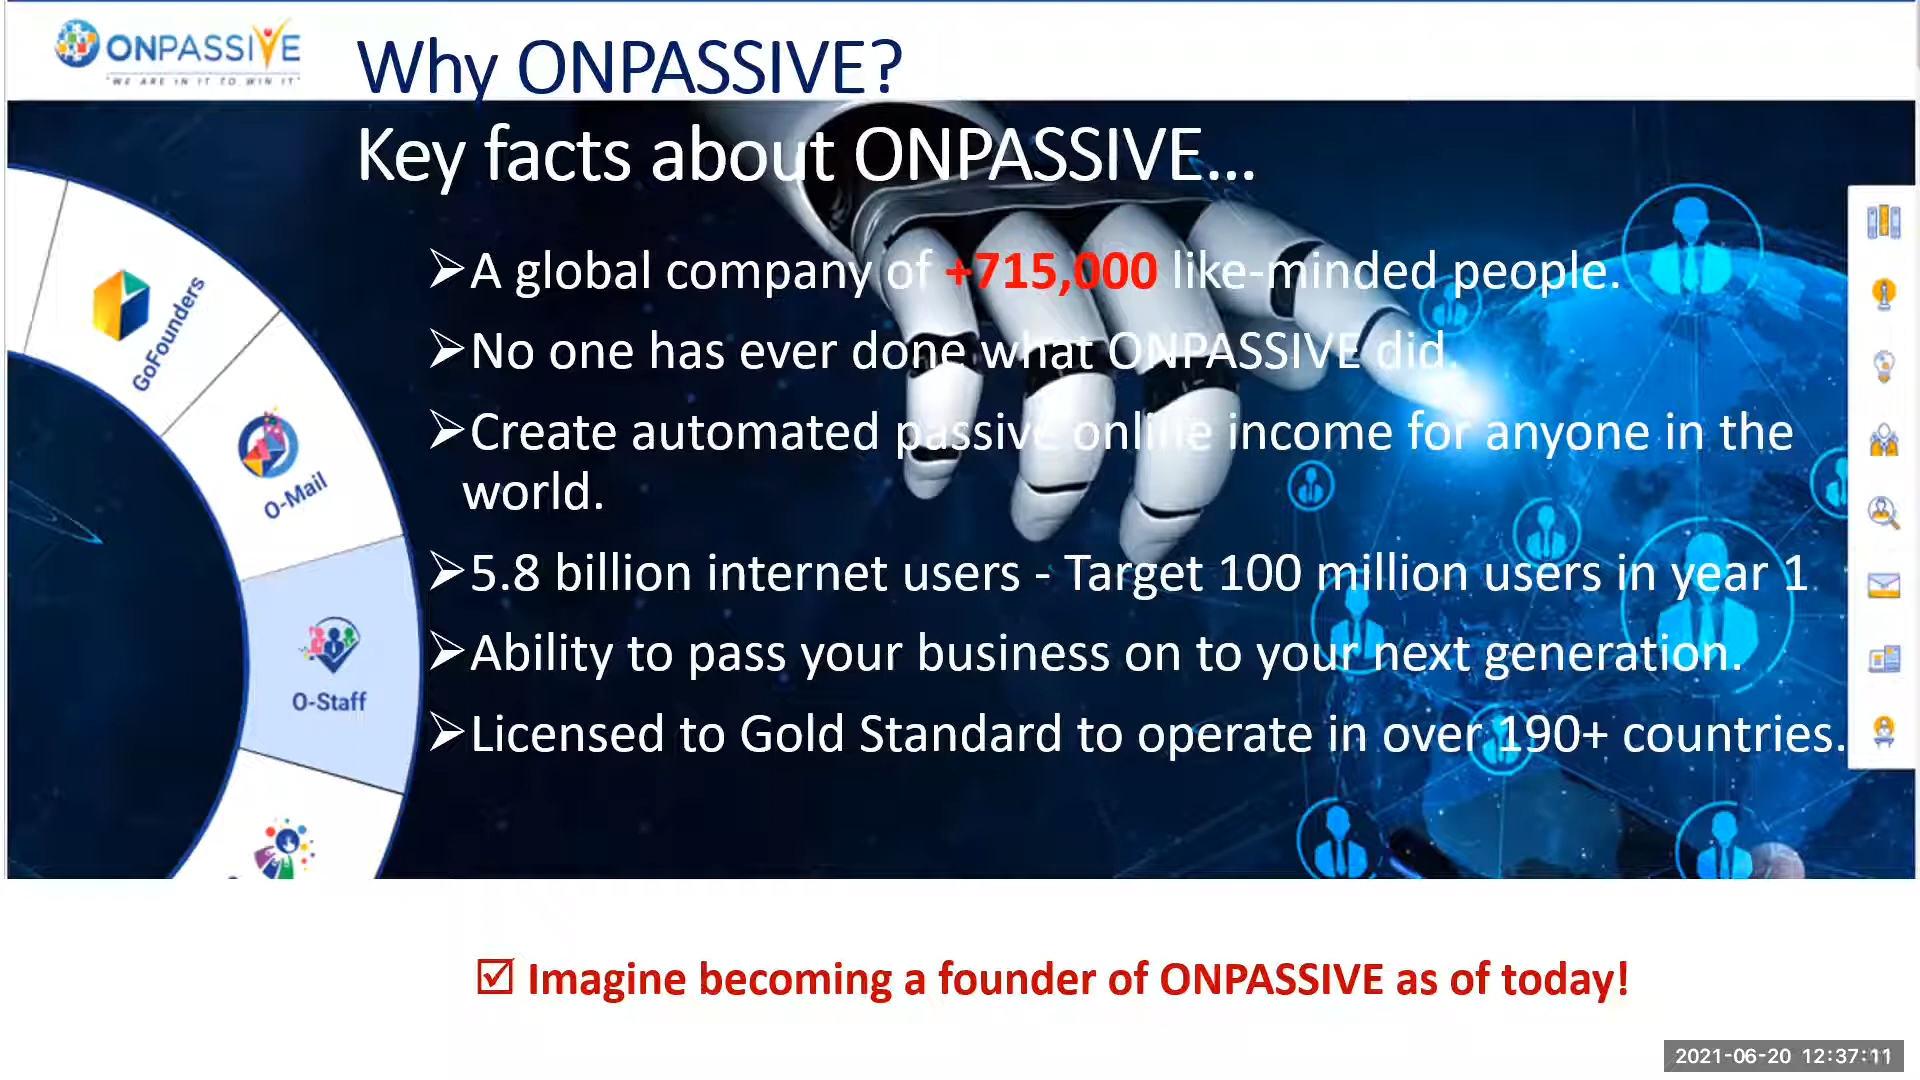 ONPASSIVE
"WE ARE IN IT TO WIN IT"
Why ONPASSIVE?
Key facts about ONPASSIVE...
➢A global company of +715,000 like-minded people.
➢No one has ever done what ONPASSIVE did.
➢Create automated passive online income for anyone in the
world.
➢5.8 billion internet users - Target 100 million users in year 1
➢Ability to pass your business on to your next generation.
➢Licensed to Gold Standard to operate in over 190+ countries.
GoFounders
O-Mail
O-Staff
☑ Imagine becoming a founder of ONPASSIVE as of today!
2021-06-20 12:37:11